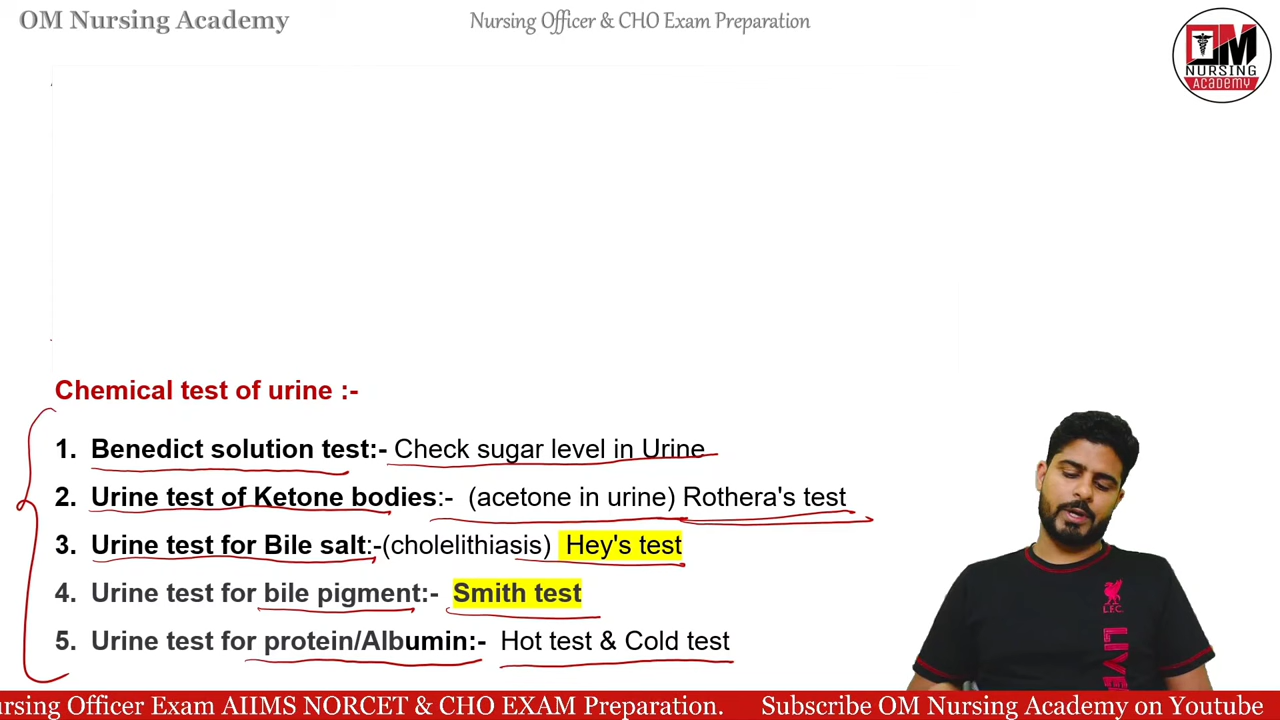 OM Nursing Academy
Nursing Officer & CHO Exam Preparation
OM
NURSING
ACADEMY
Chemical test of urine :-
1. Benedict solution test:- Check sugar level in Urine
2. Urine test of Ketone bodies:- (acetone in urine) Rothera's test
3. Urine test for Bile salt:-(cholelithiasis) Hey's test
4. Urine test for bile pigment:- Smith test
5. Urine test for protein/Albumin:- Hot test & Cold test
L.F.C.
LIVE
ursing Officer Exam AIIMS NORCET & CHO EXAM Preparation. Subscribe OM Nursing Academy on Youtube